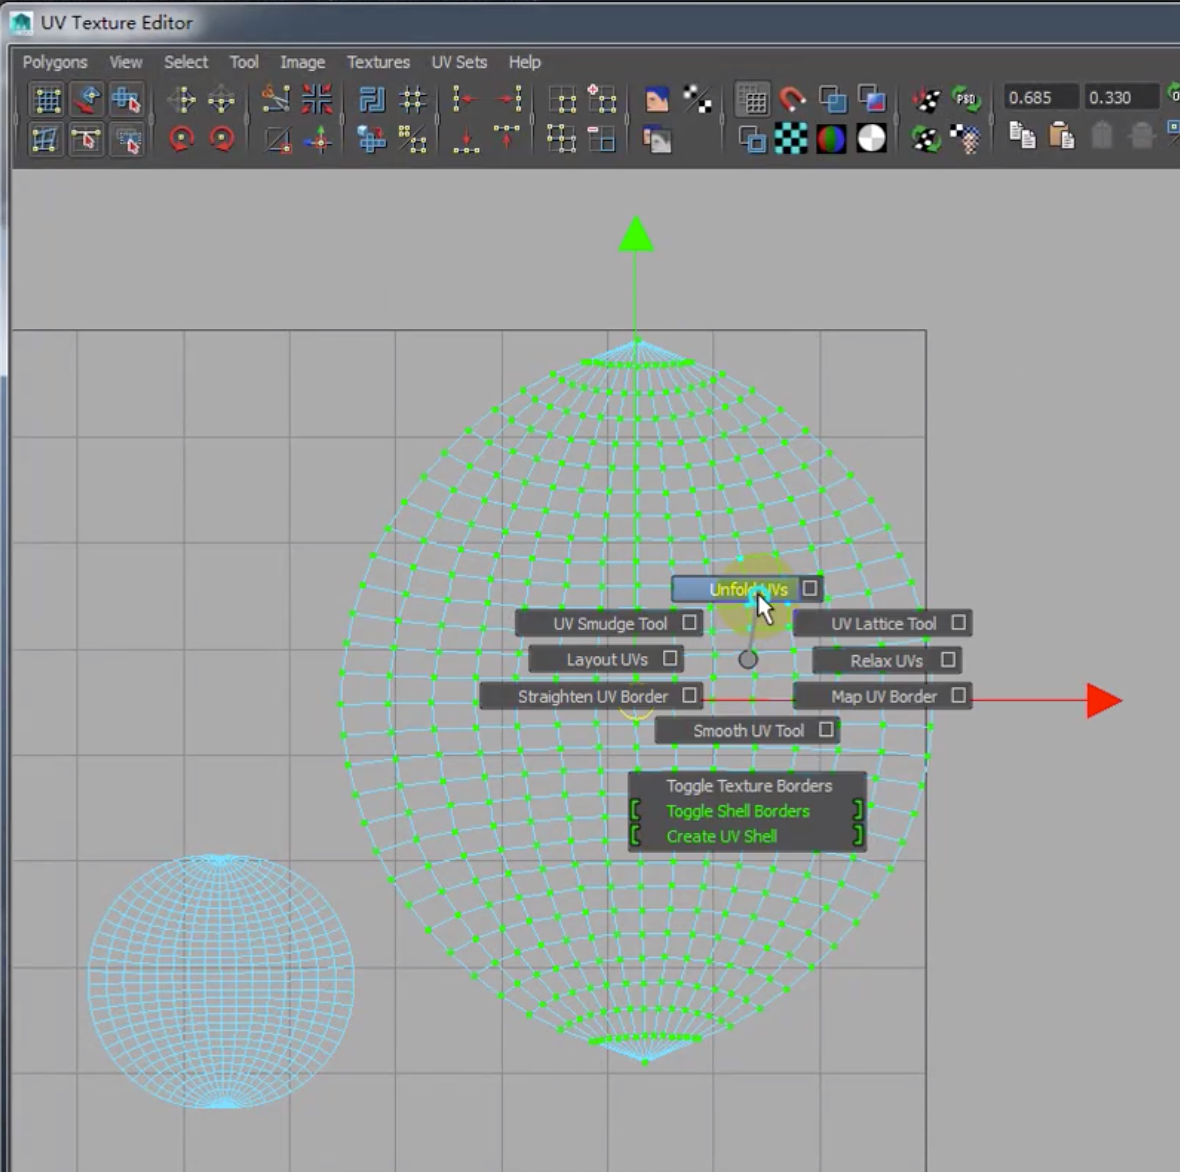 UV Texture Editor
Polygons View Select Tool Image Textures UV Sets Help
PSD 0.685 0.330
Unfold UVs
UV Smudge Tool UV Lattice Tool
Layout UVs Relax UVs
Straighten UV Border Map UV Border
Smooth UV Tool
Toggle Texture Borders
[ Toggle Shell Borders ]
[ Create UV Shell ]